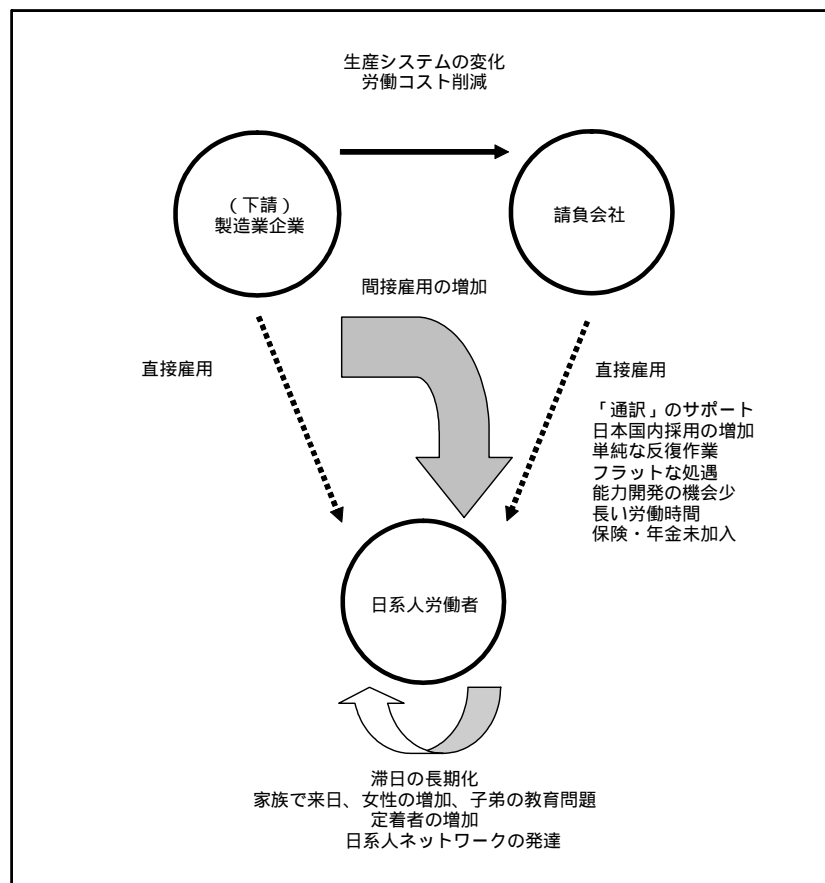 生産システムの変化
労働コスト削減
（下請）
製造業企業
請負会社
間接雇用の増加
直接雇用
直接雇用
「通訳」のサポート
日本国内採用の増加
単純な反復作業
フラットな処遇
能力開発の機会少
長い労働時間
保険・年金未加入
日系人労働者
滞日の長期化
家族で来日、女性の増加、子弟の教育問題
定着者の増加
日系人ネットワークの発達